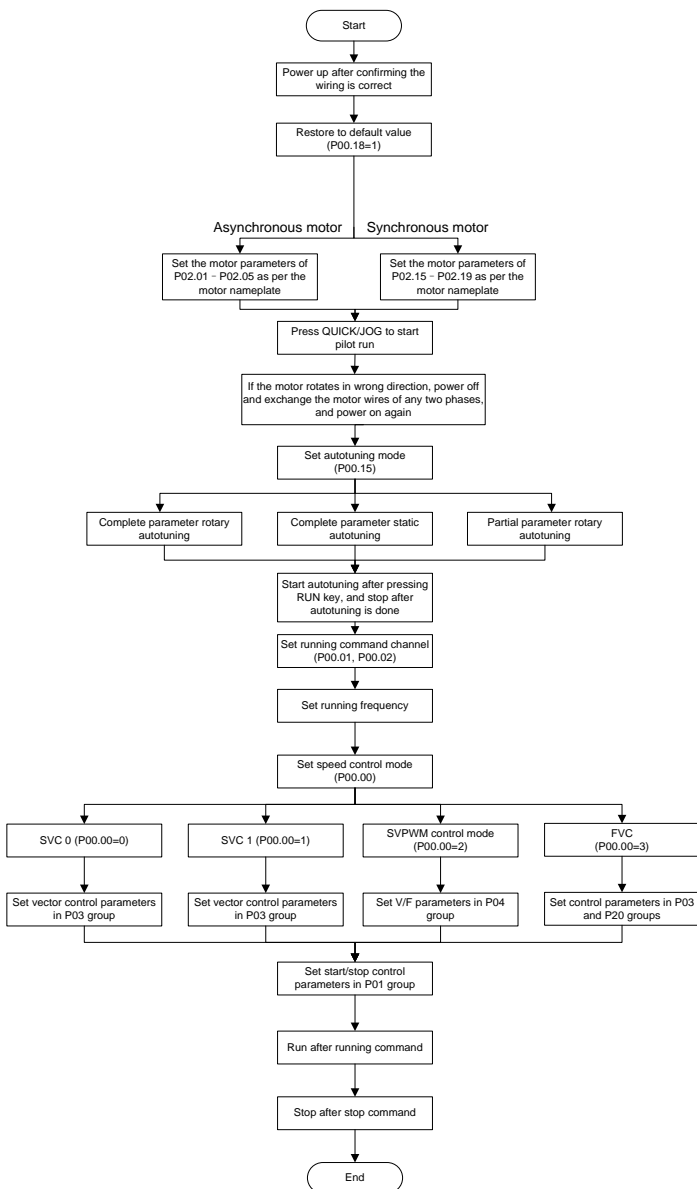 Start
Power up after confirming the
wiring is correct
Restore to default value
(P00.18=1)
Asynchronous motor
Synchronous motor
Set the motor parameters of
P02.01﹣P02.05 as per the
motor nameplate
Set the motor parameters of
P02.15﹣P02.19 as per the
motor nameplate
Press QUICK/JOG to start
pilot run
If the motor rotates in wrong direction, power off
and exchange the motor wires of any two phases,
and power on again
Set autotuning mode
(P00.15)
Complete parameter rotary
autotuning
Complete parameter static
autotuning
Partial parameter rotary
autotuning
Start autotuning after pressing
RUN key, and stop after
autotuning is done
Set running command channel
(P00.01, P00.02)
Set running frequency
Set speed control mode
(P00.00)
SVC 0 (P00.00=0)
SVC 1 (P00.00=1)
SVPWM control mode
(P00.00=2)
FVC
(P00.00=3)
Set vector control parameters
in P03 group
Set vector control parameters
in P03 group
Set V/F parameters in P04
group
Set control parameters in P03
and P20 groups
Set start/stop control
parameters in P01 group
Run after running command
Stop after stop command
End